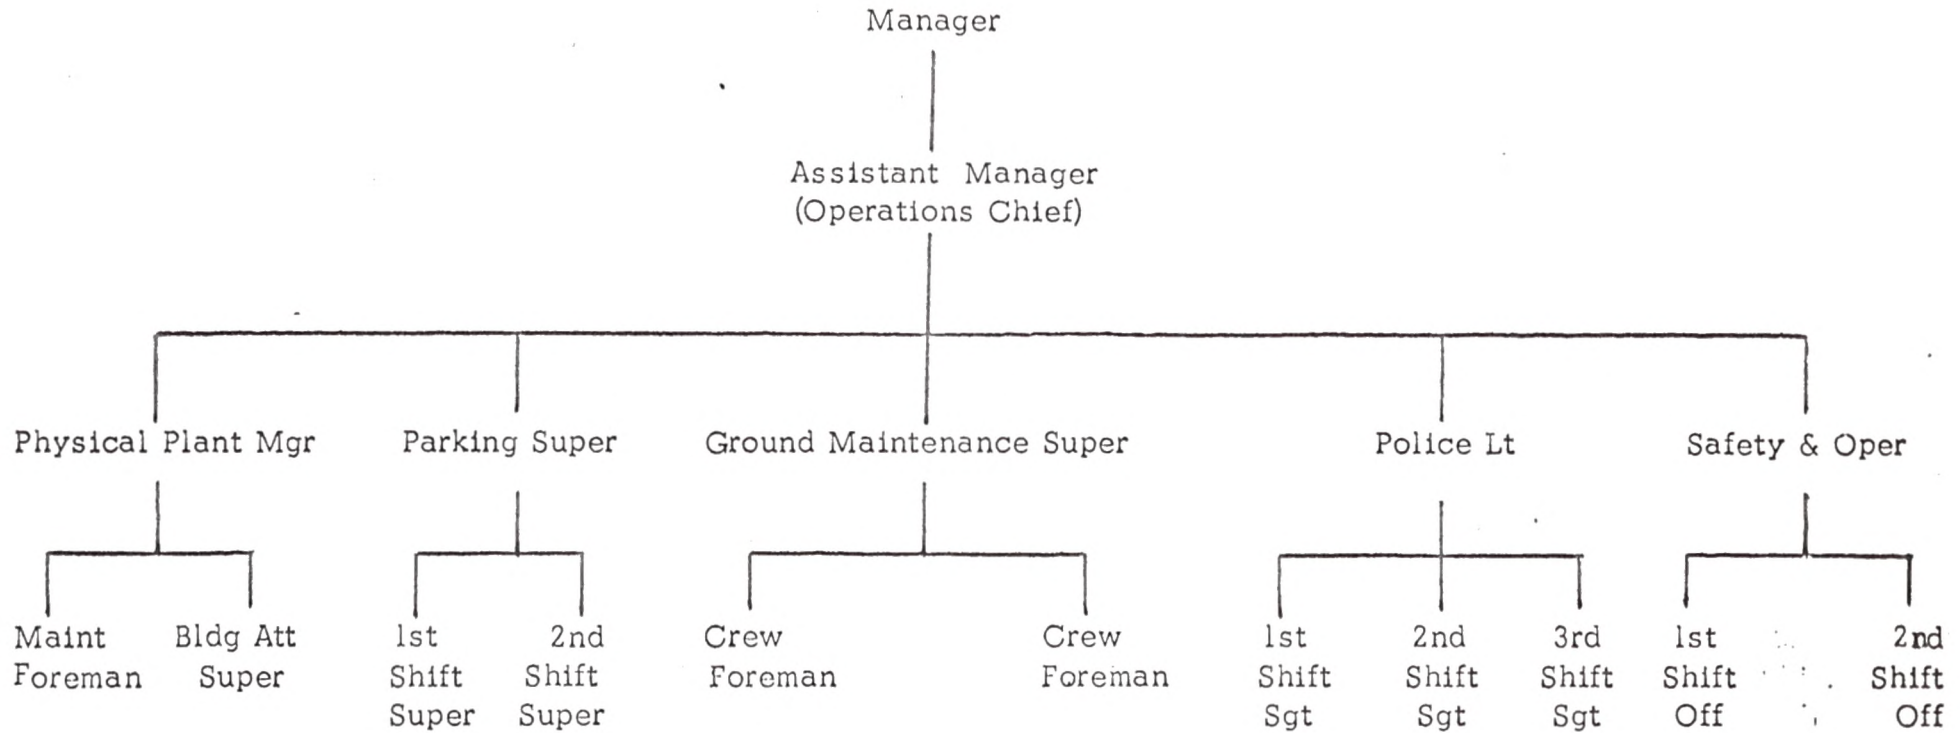 Manager
Assistant Manager
(Operations Chief)
Physical Plant Mgr
Parking Super
Ground Maintenance Super
Police Lt
Safety & Oper
Maint
Foreman
Bldg Att
Super
1st
Shift
Super
2nd
Shift
Super
Crew
Foreman
Crew
Foreman
1st
Shift
Sgt
2nd
Shift
Sgt
3rd
Shift
Sgt
1st
Shift
Off
2nd
Shift
Off